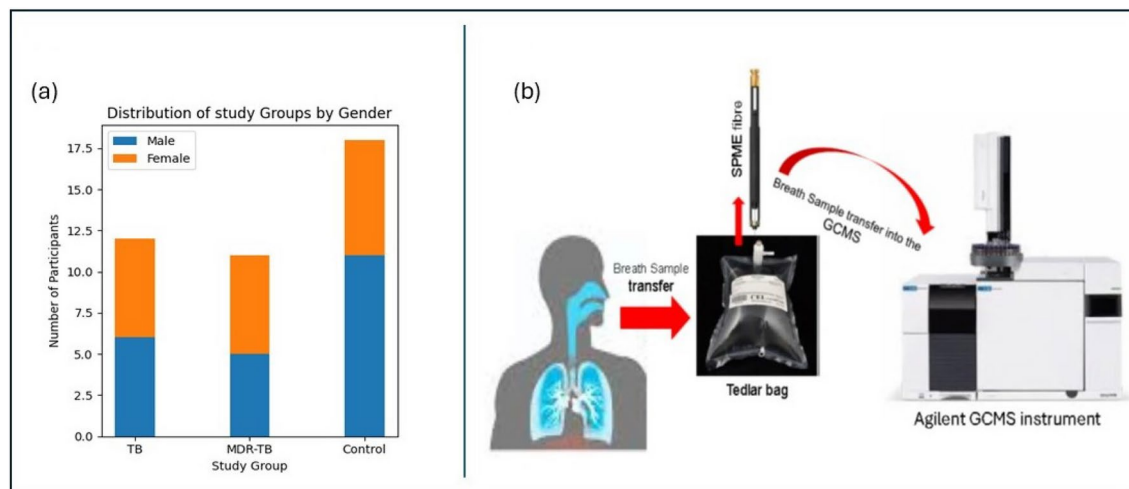 (a)
Distribution of study Groups by Gender
Male
Female
17.5
15.0
12.5
10.0
7.5
5.0
2.5
0.0
Number of Participants
TB
MDR-TB
Control
Study Group
(b)
SPME fibre
Breath Sample transfer into the
GCMS
Breath Sample
transfer
Tedlar bag
Agilent GCMS instrument